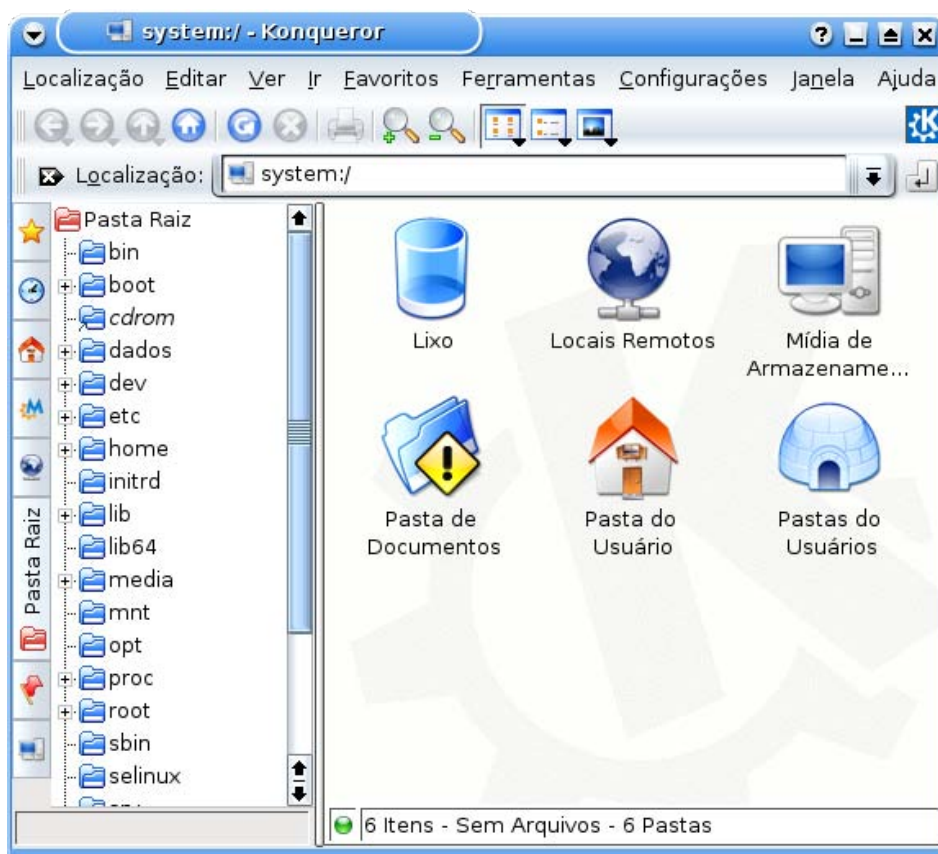 system:/ - Konqueror
Localização Editar Ver Ir Favoritos Ferramentas Configurações Janela Ajuda
Localização: system:/
Pasta Raiz
bin
boot
cdrom
dados
dev
etc
home
initrd
lib
lib64
media
mnt
opt
proc
root
sbin
selinux
Pasta Raiz
Lixo
Locais Remotos
Mídia de
Armazename...
Pasta de
Documentos
Pasta do
Usuário
Pastas do
Usuários
6 Itens - Sem Arquivos - 6 Pastas